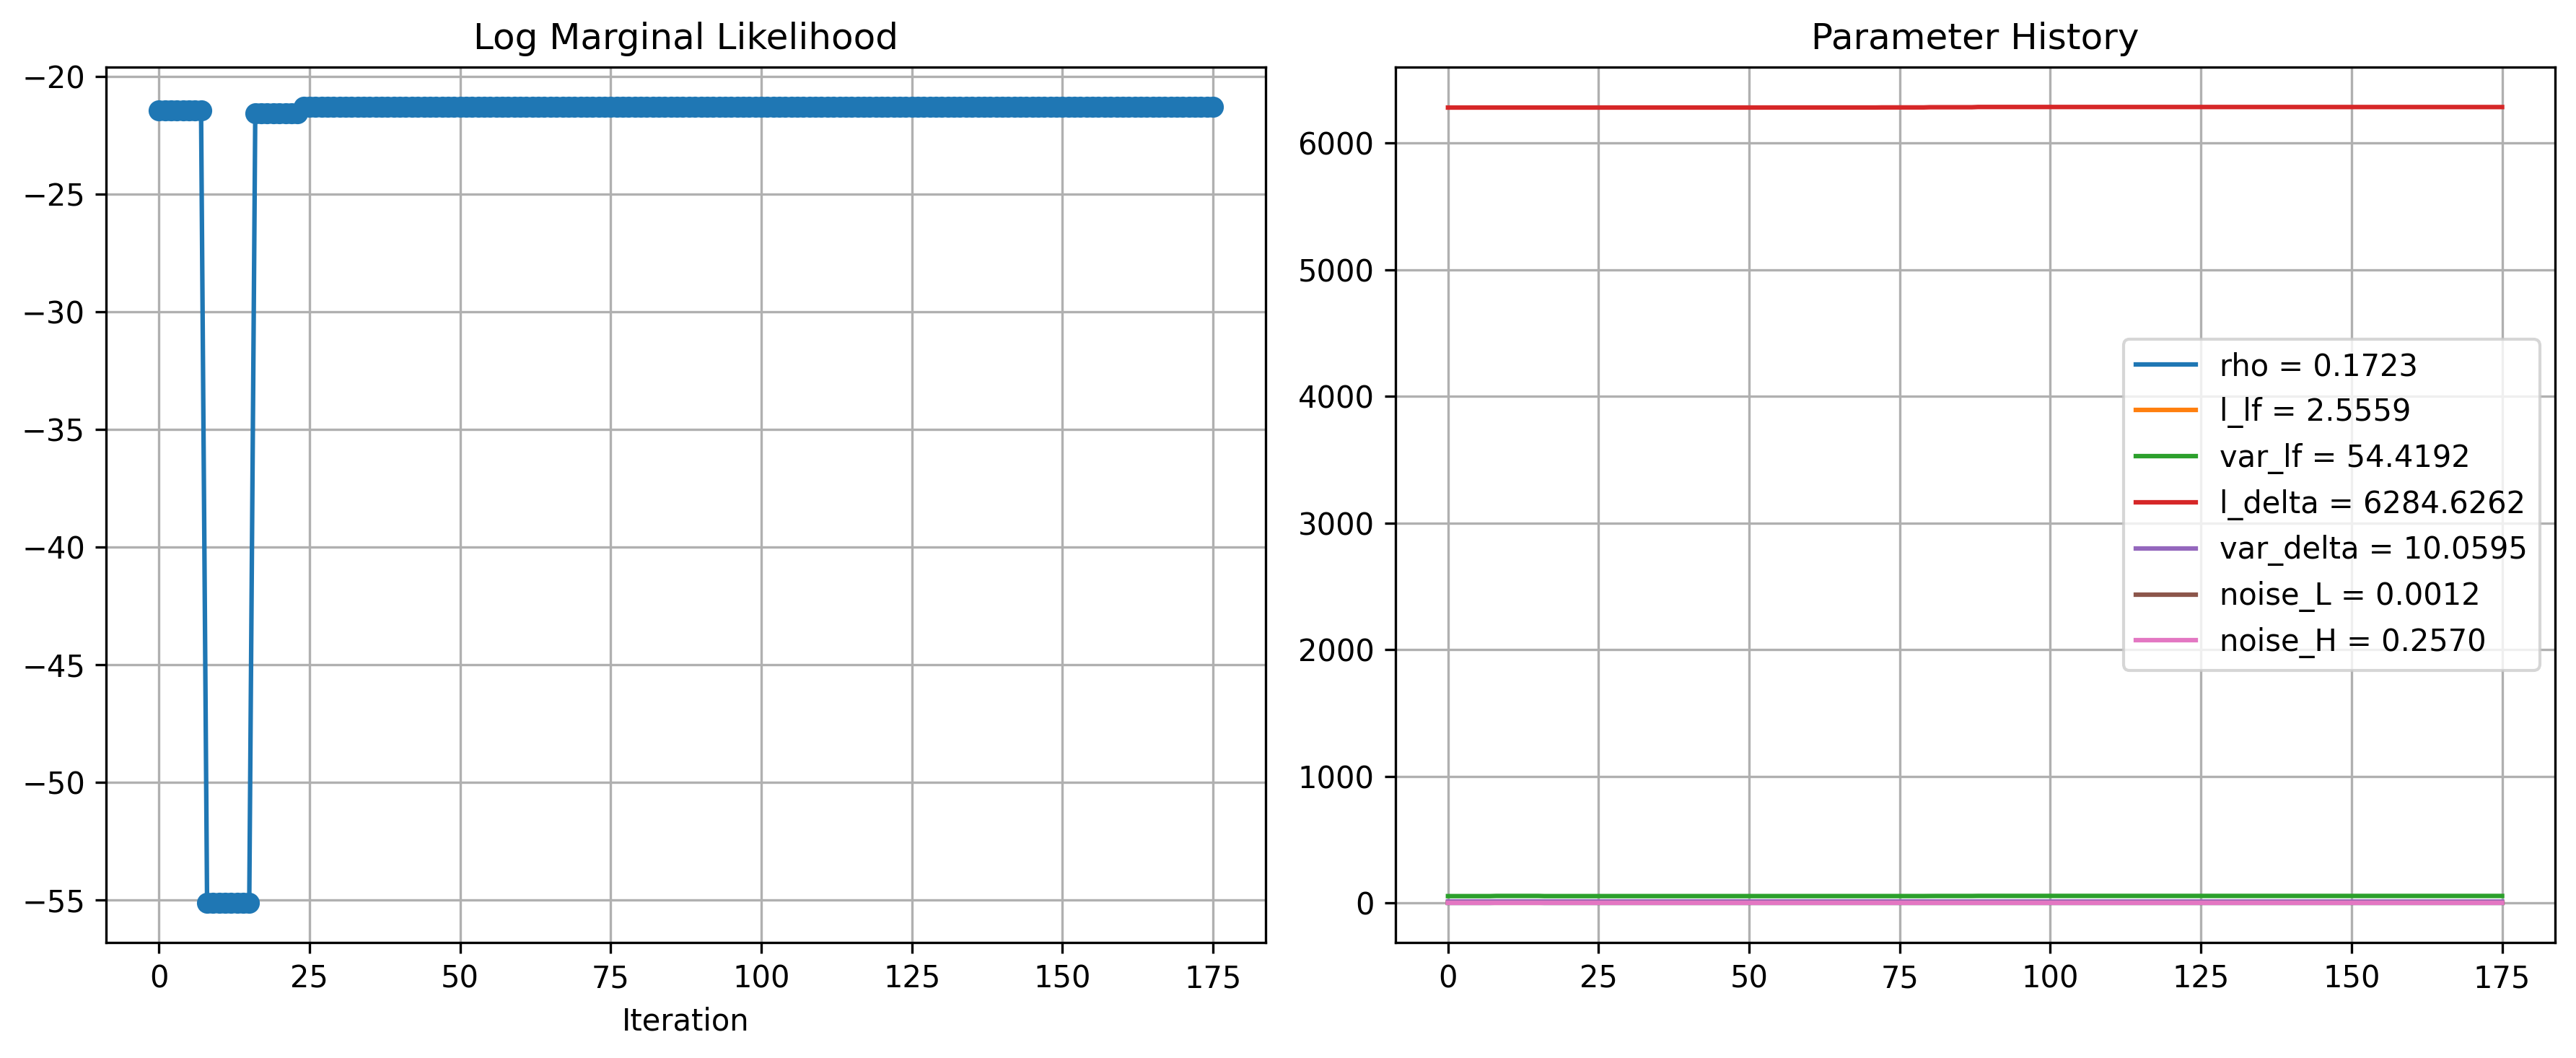 Log Marginal Likelihood
−20
−25
−30
−35
−40
−45
−50
−55
0 25 50 75 100 125 150 175
Iteration
Parameter History
6000
5000
4000
3000
2000
1000
0
rho = 0.1723
l_lf = 2.5559
var_lf = 54.4192
l_delta = 6284.6262
var_delta = 10.0595
noise_L = 0.0012
noise_H = 0.2570
0 25 50 75 100 125 150 175